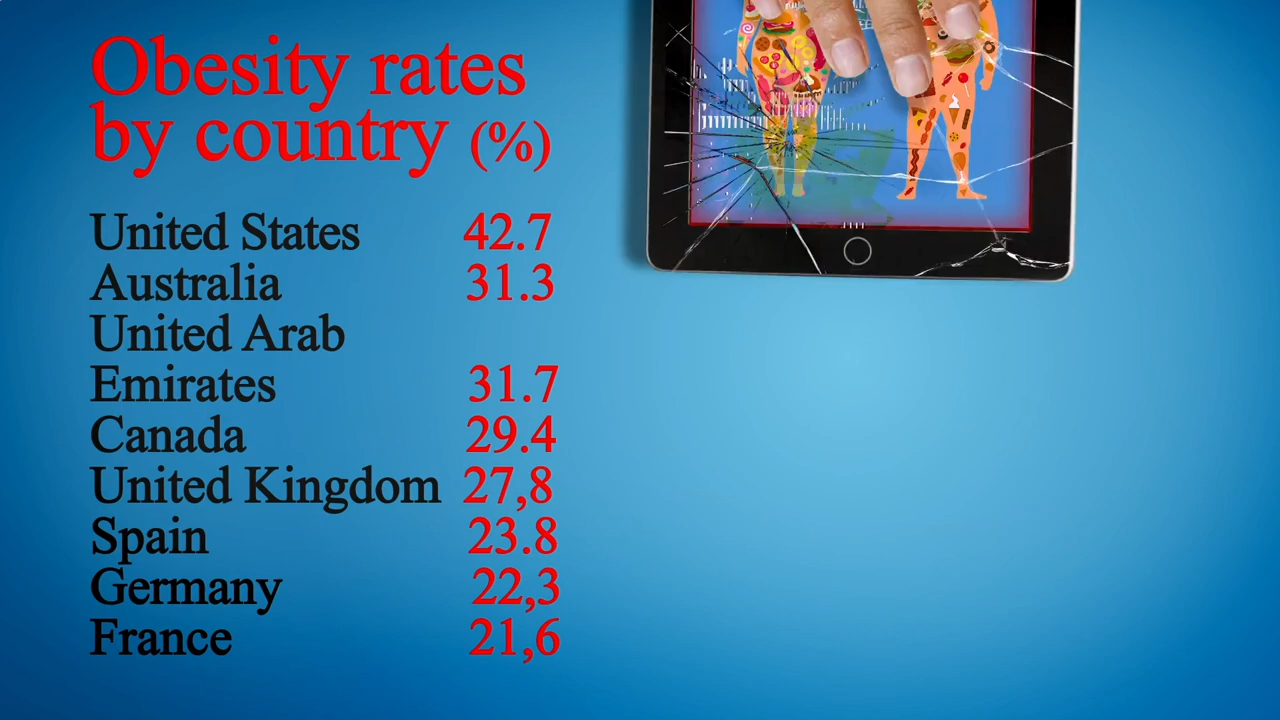 Obesity rates
by country (%)
United States 42.7
Australia 31.3
United Arab
Emirates 31.7
Canada 29.4
United Kingdom 27,8
Spain 23.8
Germany 22,3
France 21,6